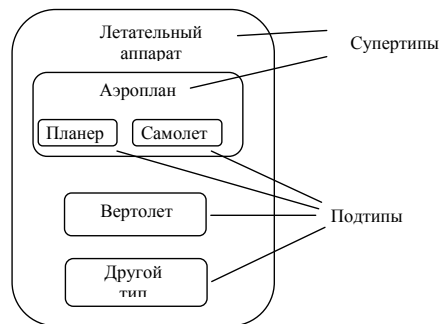 Летательный
аппарат
Супертипы
Аэроплан
Планер Самолет
Вертолет
Подтипы
Другой
тип